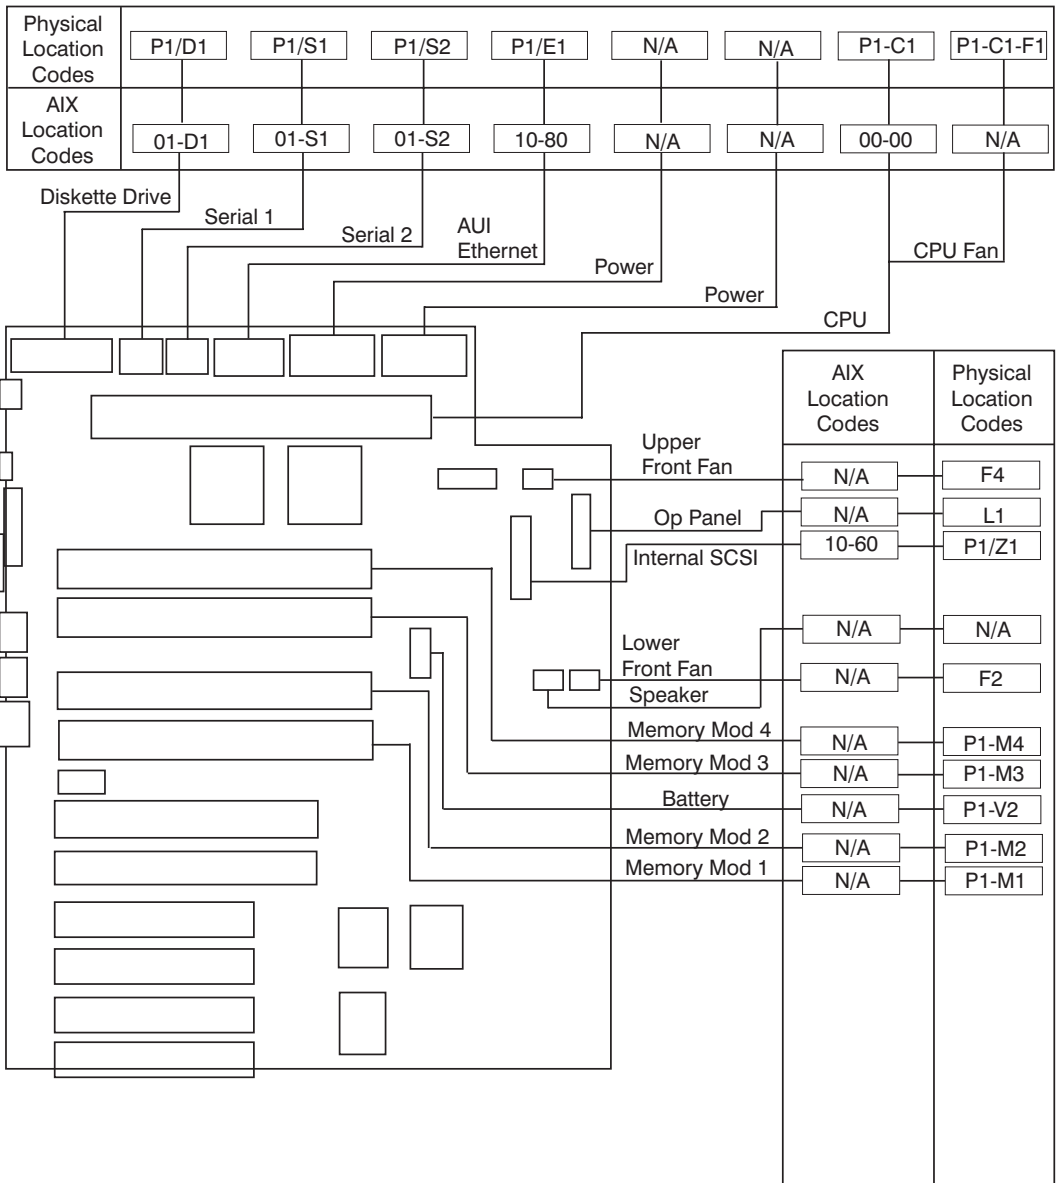 Physical
Location
Codes
P1/D1 P1/S1 P1/S2 P1/E1 N/A N/A P1-C1 P1-C1-F1
AIX
Location
Codes
01-D1 01-S1 01-S2 10-80 N/A N/A 00-00 N/A
Diskette Drive
Serial 1
Serial 2
AUI
Ethernet
Power
Power
CPU Fan
CPU
AIX
Location
Codes
Physical
Location
Codes
Upper
Front Fan N/A F4
Op Panel N/A L1
Internal SCSI 10-60 P1/Z1
N/A N/A
Lower
Front Fan N/A F2
Speaker
Memory Mod 4 N/A P1-M4
Memory Mod 3 N/A P1-M3
Battery N/A P1-V2
Memory Mod 2 N/A P1-M2
Memory Mod 1 N/A P1-M1